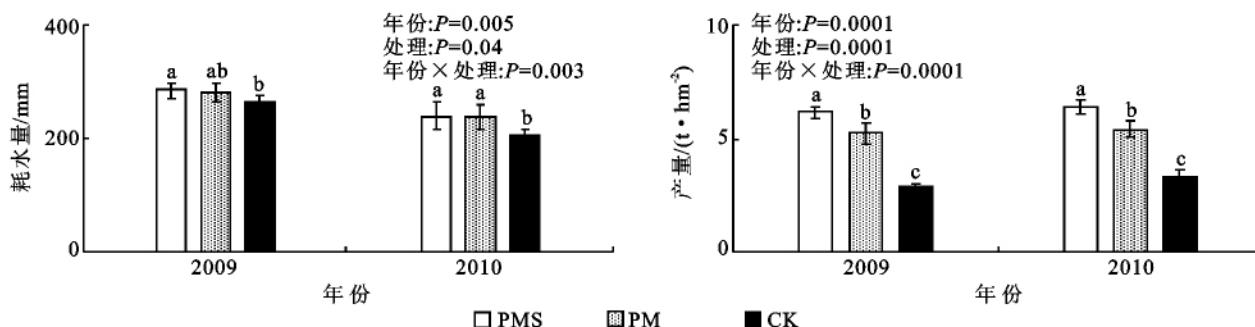 400
200
0
耗水量/mm
年份:P=0.005
处理:P=0.04
年份×处理:P=0.003
a ab b
a a b
2009 2010
年份
10
5
0
产量/(t·hm⁻²)
年份:P=0.0001
处理:P=0.0001
年份×处理:P=0.0001
a b c
a b c
2009 2010
年份
PMS PM CK